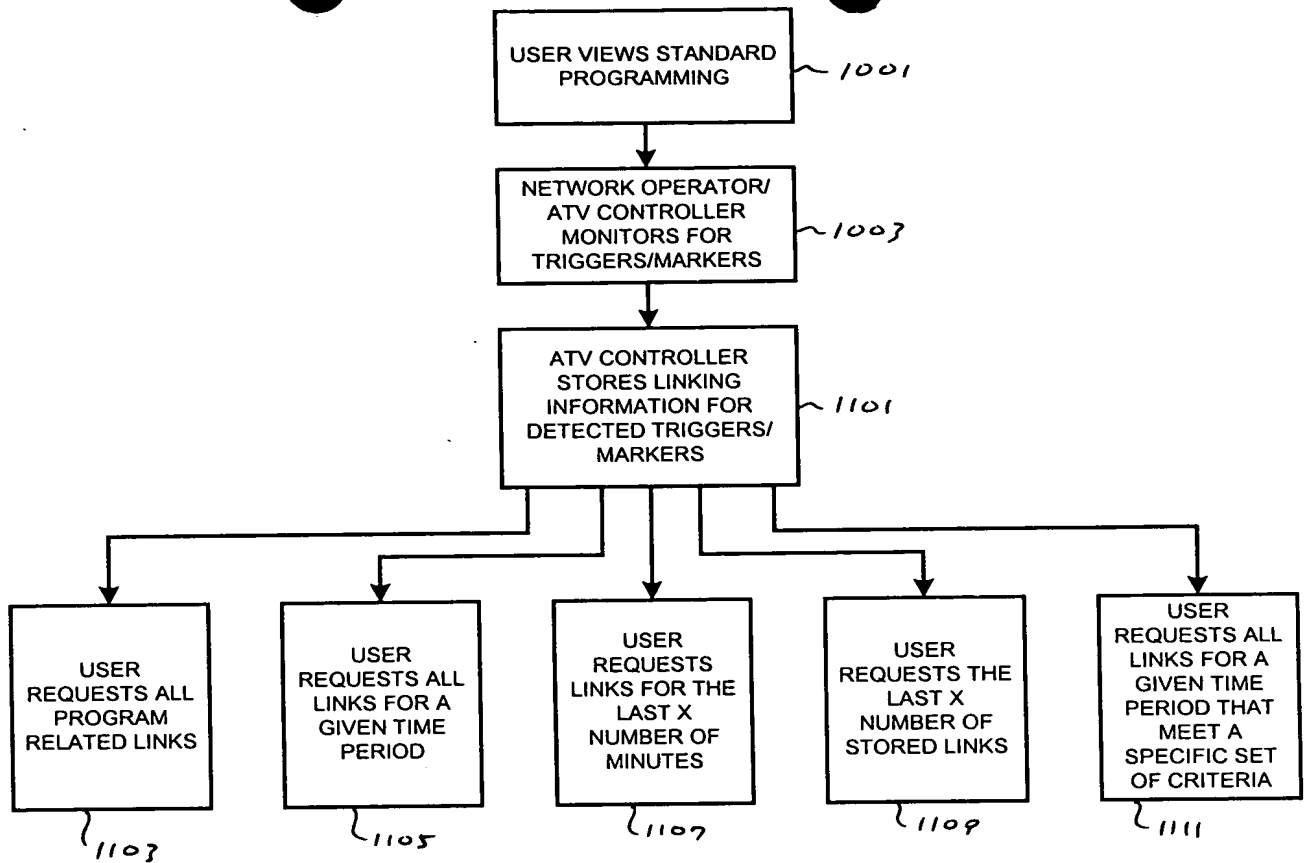 USER VIEWS STANDARD
PROGRAMMING
1001
NETWORK OPERATOR/
ATV CONTROLLER
MONITORS FOR
TRIGGERS/MARKERS
1003
ATV CONTROLLER
STORES LINKING
INFORMATION FOR
DETECTED TRIGGERS/
MARKERS
1101
USER
REQUESTS ALL
PROGRAM
RELATED LINKS
1103
USER
REQUESTS ALL
LINKS FOR A
GIVEN TIME
PERIOD
1105
USER
REQUESTS
LINKS FOR THE
LAST X
NUMBER OF
MINUTES
1107
USER
REQUESTS THE
LAST X
NUMBER OF
STORED LINKS
1109
USER
REQUESTS ALL
LINKS FOR A
GIVEN TIME
PERIOD THAT
MEET A
SPECIFIC SET
OF CRITERIA
1111